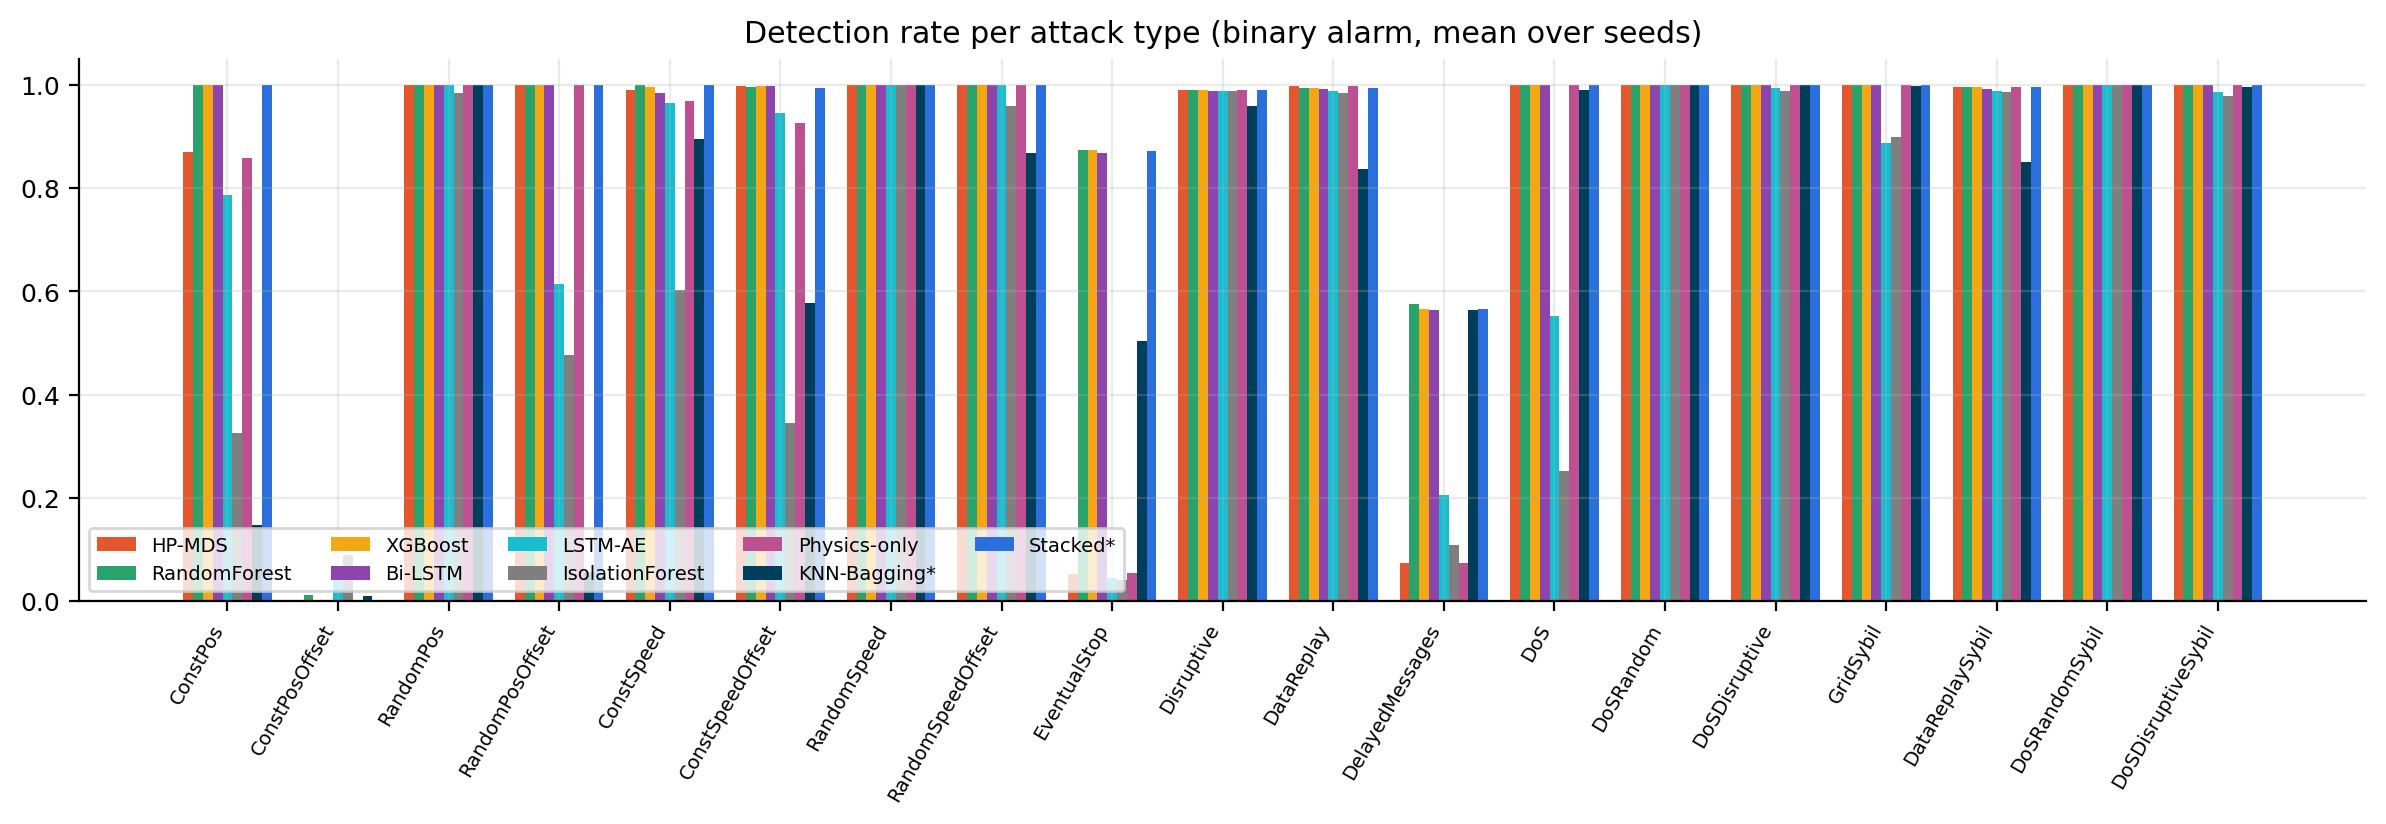 Detection rate per attack type (binary alarm, mean over seeds)
1.0
0.8
0.6
0.4
0.2
0.0
HP-MDS
RandomForest
XGBoost
Bi-LSTM
LSTM-AE
IsolationForest
Physics-only
KNN-Bagging*
Stacked*
ConstPos
ConstPosOffset
RandomPos
RandomPosOffset
ConstSpeed
ConstSpeedOffset
RandomSpeed
RandomSpeedOffset
EventualStop
Disruptive
DataReplay
DelayedMessages
DoS
DoSRandom
DoSDisruptive
GridSybil
DataReplaySybil
DoSRandomSybil
DoSDisruptiveSybil